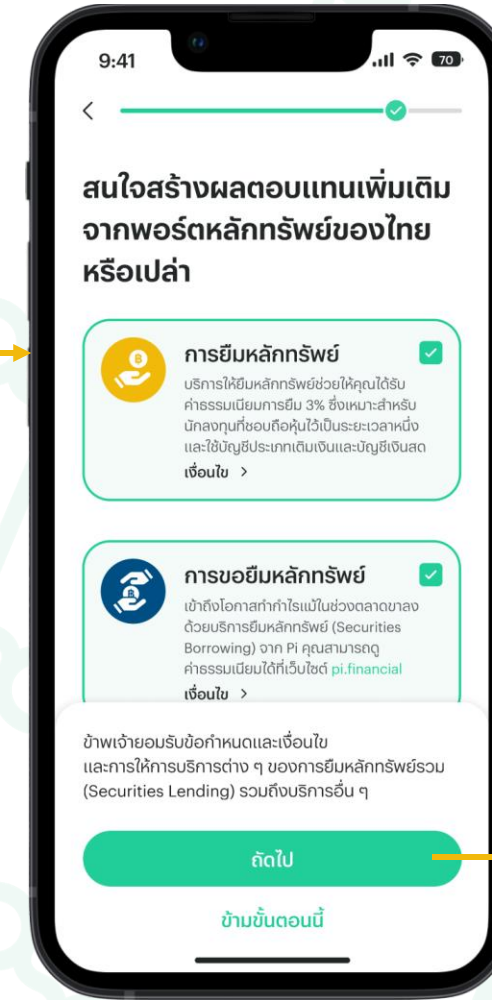 9:41
70
สนใจสร้างผลตอบแทนเพิ่มเติม
จากพอร์ตหลักทรัพย์ของไทย
หรือเปล่า
การยืมหลักทรัพย์
บริการให้ยืมหลักทรัพย์ช่วยให้คุณได้รับ
ค่าธรรมเนียมการยืม 3% ซึ่งเหมาะสำหรับ
นักลงทุนที่ชอบถือหุ้นไว้เป็นระยะเวลาหนึ่ง
และใช้บัญชีประเภทเติมเงินและบัญชีเงินสด
เงื่อนไข >
การขอยืมหลักทรัพย์
เข้าถึงโอกาสทำกำไรแม้ในช่วงตลาดขาลง
ด้วยบริการยืมหลักทรัพย์ (Securities
Borrowing) จาก Pi คุณสามารถดู
ค่าธรรมเนียมได้ที่เว็บไซต์ pi.financial
เงื่อนไข >
ข้าพเจ้ายอมรับข้อกำหนดและเงื่อนไข
และการให้การบริการต่าง ๆ ของการยืมหลักทรัพย์รวม
(Securities Lending) รวมถึงบริการอื่น ๆ
ถัดไป
ข้ามขั้นตอนนี้